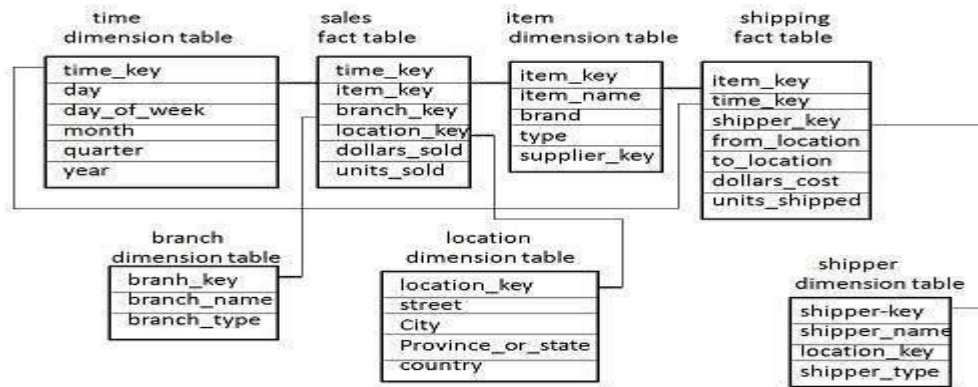 time
dimension table
time_key
day
day_of_week
month
quarter
year
sales
fact table
time_key
item_key
branch_key
location_key
dollars_sold
units_sold
item
dimension table
item_key
item_name
brand
type
supplier_key
shipping
fact table
item_key
time_key
shipper_key
from_location
to_location
dollars_cost
units_shipped
branch
dimension table
branh_key
branch_name
branch_type
location
dimension table
location_key
street
City
Province_or_state
country
shipper
dimension table
shipper-key
shipper_name
location_key
shipper_type